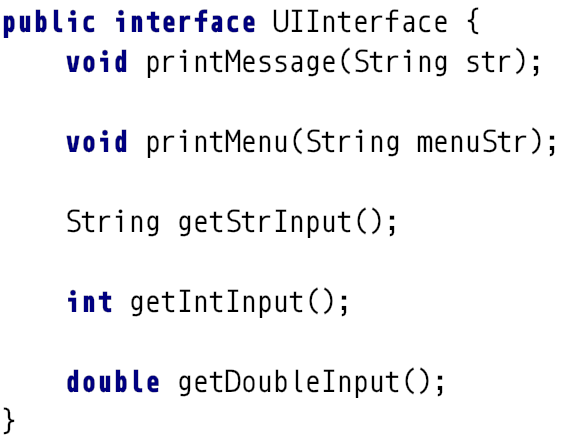 public interface UIInterface {
    void printMessage(String str);
    void printMenu(String menuStr);
    String getStrInput();
    int getIntInput();
    double getDoubleInput();
}